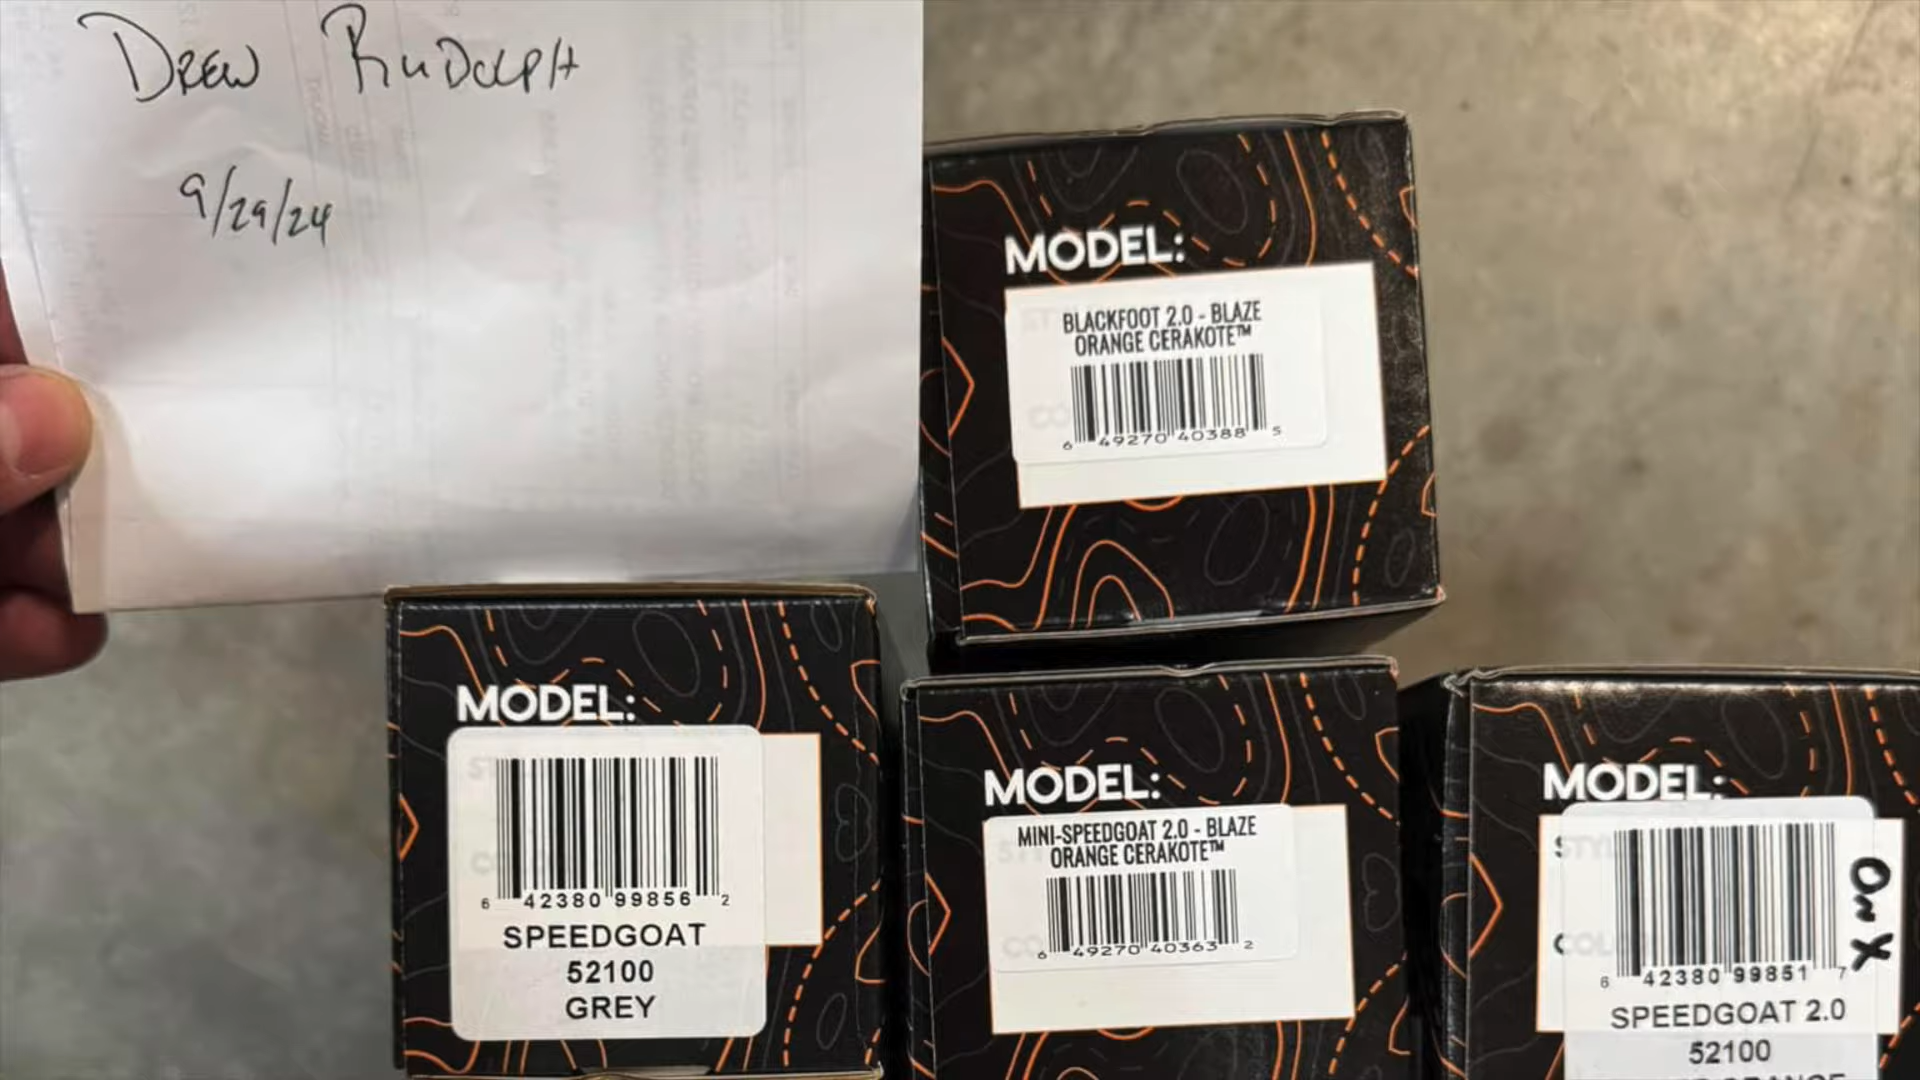 DREW RUDOLPH
9/29/24
MODEL:
BLACKFOOT 2.0 - BLAZE
ORANGE CERAKOTE™
6 49270 40388 5
MODEL:
6 42380 99856 2
SPEEDGOAT
52100
GREY
MODEL:
MINI-SPEEDGOAT 2.0 - BLAZE
ORANGE CERAKOTE™
6 49270 40363 2
MODEL:
STYLE
COL
6 42380 99851 7
OnX
SPEEDGOAT 2.0
52100